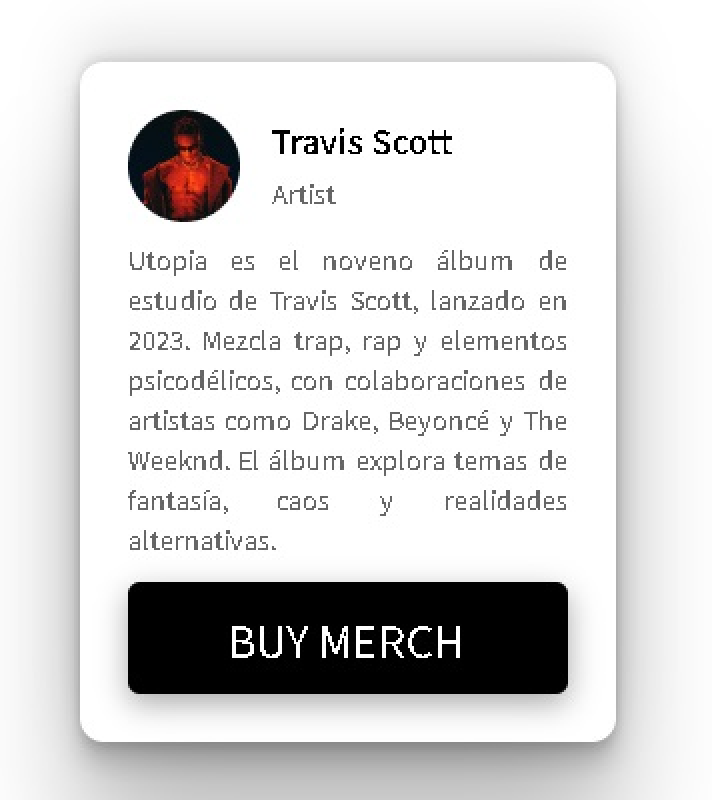 Travis Scott
Artist
Utopia es el noveno álbum de
estudio de Travis Scott, lanzado en
2023. Mezcla trap, rap y elementos
psicodélicos, con colaboraciones de
artistas como Drake, Beyoncé y The
Weeknd. El álbum explora temas de
fantasía, caos y realidades
alternativas.
BUY MERCH